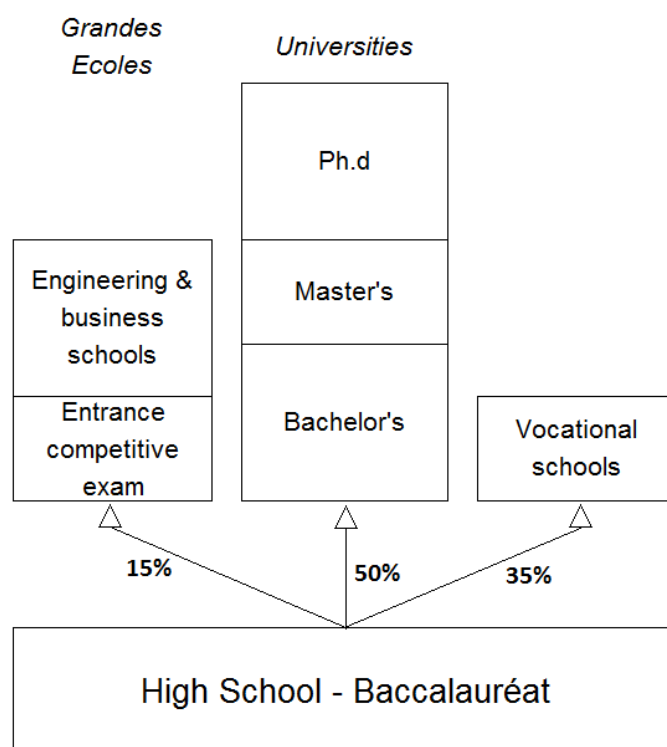 Grandes
Ecoles
Universities
Ph.d
Engineering &
business
schools
Master's
Entrance
competitive
exam
Bachelor's
Vocational
schools
15%
50%
35%
High School - Baccalauréat